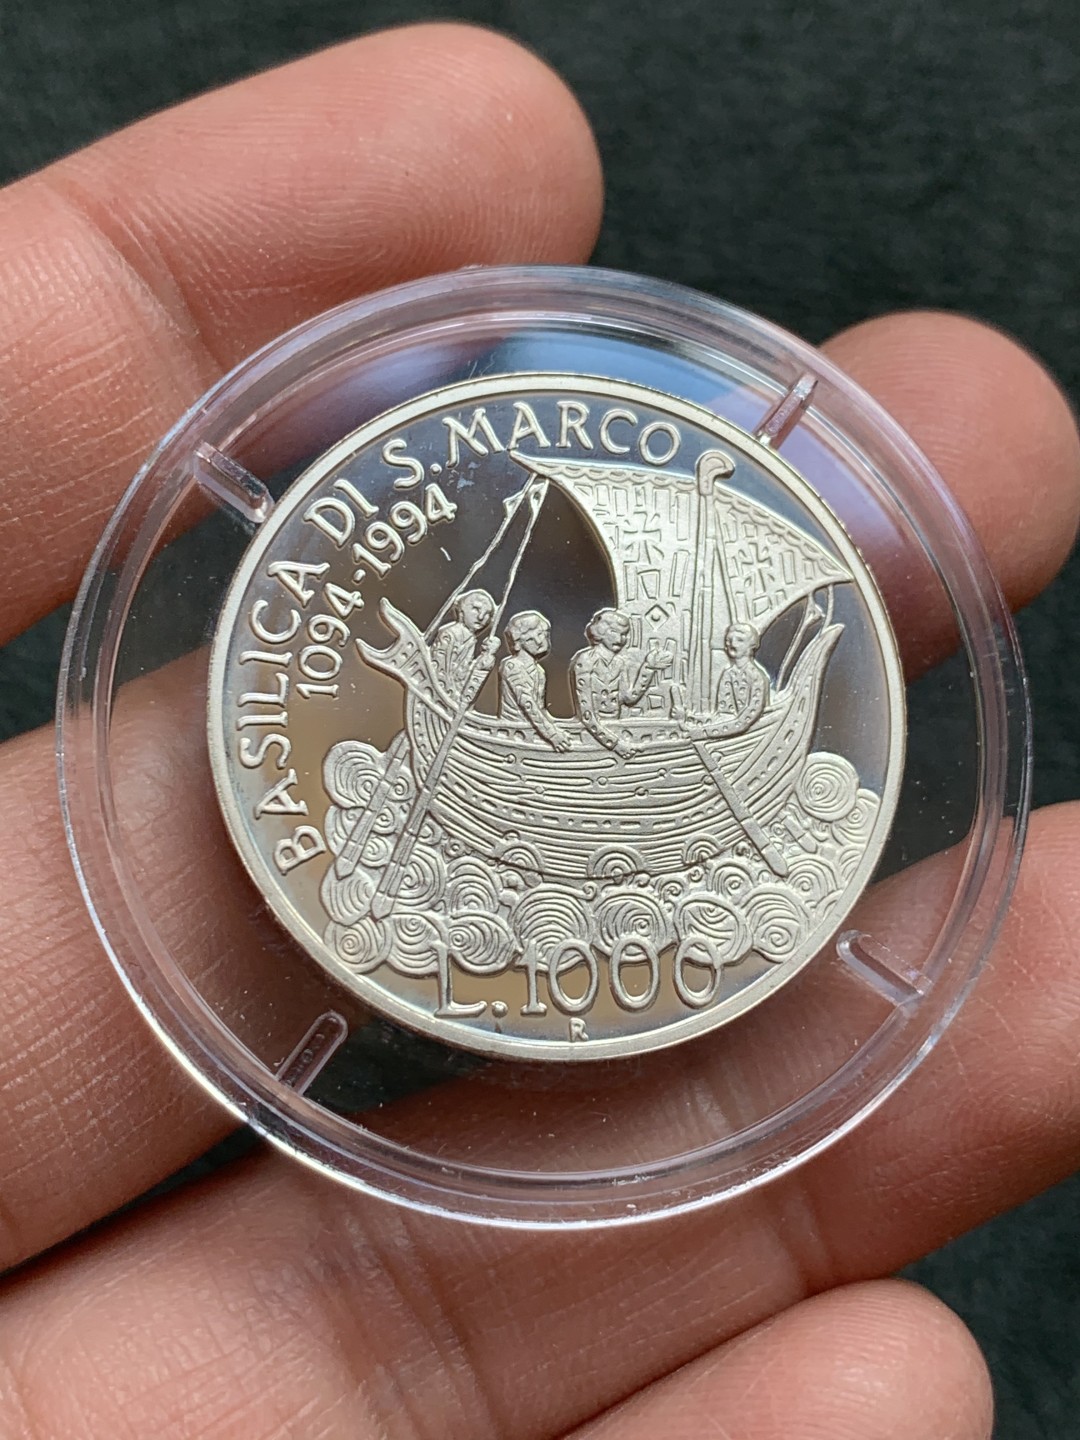 BASILICA DI S. MARCO
1094-1994
L. 1000
R